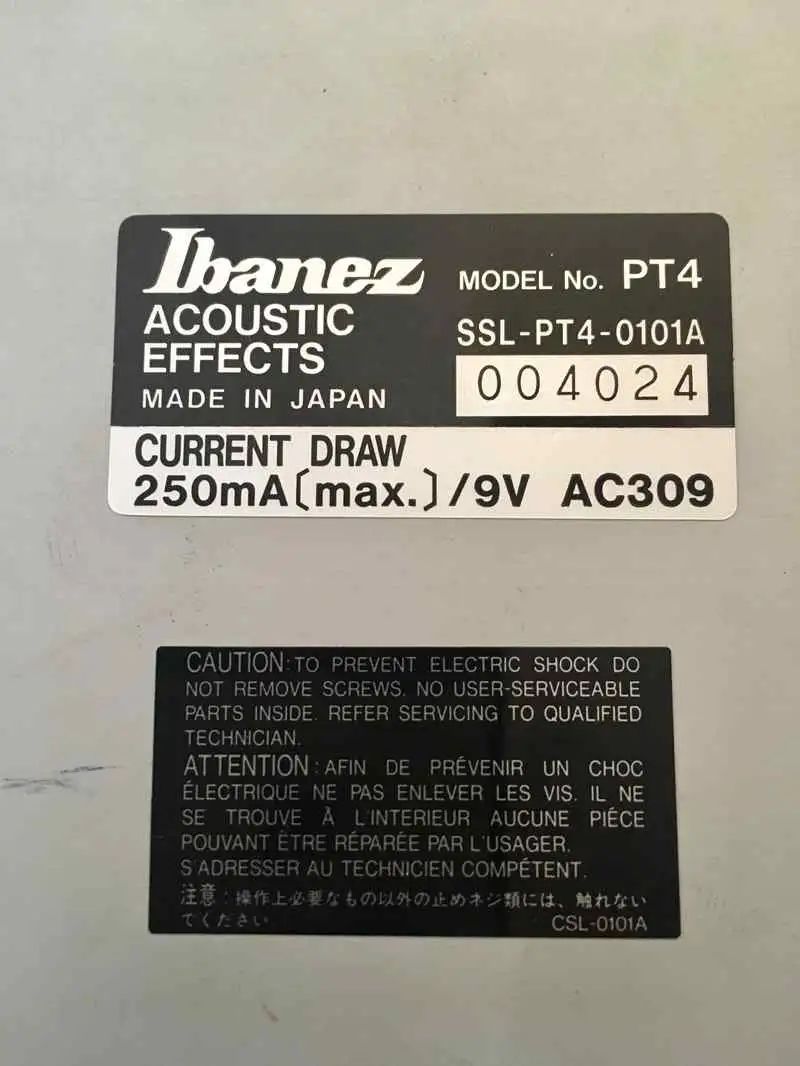 Ibanez
ACOUSTIC
EFFECTS
MADE IN JAPAN
MODEL No. PT4
SSL-PT4-0101A
004024
CURRENT DRAW
250mA(max.)/9V AC309
CAUTION:TO PREVENT ELECTRIC SHOCK DO
NOT REMOVE SCREWS. NO USER-SERVICEABLE
PARTS INSIDE. REFER SERVICING TO QUALIFIED
TECHNICIAN.
ATTENTION:AFIN DE PRÉVENIR UN CHOC
ÉLECTRIQUE NE PAS ENLEVER LES VIS. IL NE
SE TROUVE À L'INTERIEUR AUCUNE PIÉCE
POUVANT ÊTRE RÉPARÉE PAR L'USAGER.
S'ADRESSER AU TECHNICIEN COMPÉTENT.
注意:操作上必要なもの以外の止めネジ類には、触れない
でください
CSL-0101A